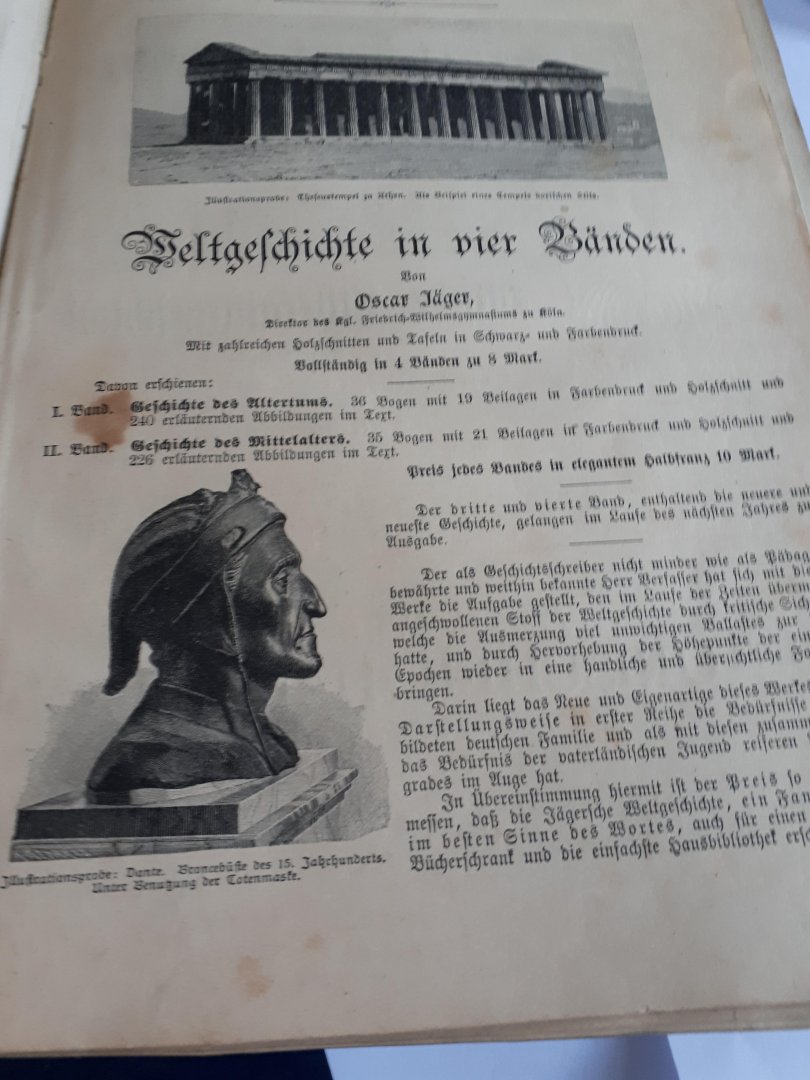 Illustrationsprobe: Theseustempel zu Athen. Als Beispiel eines Tempels dorischen Stils.
Weltgeschichte in vier Bänden.
Von
Oscar Jäger,
Direktor des Kgl. Friedrich-Wilhelmsgymnasiums zu Köln.
Mit zahlreichen Holzschnitten und Tafeln in Schwarz- und Farbendruck.
Vollständig in 4 Bänden zu 8 Mark.
Davon erschienen:
I. Band. Geschichte des Altertums. 36 Bogen mit 19 Beilagen in Farbendruck und Holzschnitt und
240 erläuternden Abbildungen im Text.
II. Band. Geschichte des Mittelalters. 35 Bogen mit 21 Beilagen in Farbendruck und Holzschnitt und
226 erläuternden Abbildungen im Text.
Preis jedes Bandes in elegantem Halbfranz 10 Mark.
Der dritte und vierte Band, enthaltend die neuere und
neueste Geschichte, gelangen im Laufe des nächsten Jahres zu
Ausgabe.
Der als Geschichtsschreiber nicht minder wie als Pädag
bewährte und weithin bekannte Herr Verfasser hat sich mit die
Werke die Aufgabe gestellt, den im Laufe der Zeiten überm
angeschwollenen Stoff der Weltgeschichte durch kritische Sich
welche die Ausmerzung viel unwichtigen Ballastes zur
hatte, und durch Hervorhebung der Höhepunkte der ein
Epochen wieder in eine handliche und übersichtliche Fo
bringen.
Darin liegt das Neue und Eigenartige dieses Werkes
Darstellungsweise in erster Reihe die Bedürfnisse
bildeten deutschen Familie und als mit diesen zusamm
das Bedürfnis der vaterländischen Jugend reiferen
grades im Auge hat.
In Übereinstimmung hiermit ist der Preis so
messen, daß die Jägersche Weltgeschichte, ein Fam
im besten Sinne des Wortes, auch für einen
Bücherschrank und die einfachste Hausbibliothek ersch
Illustrationsprobe: Dante. Broncebüste des 15. Jahrhunderts.
Unter Benutzung der Totenmaske.